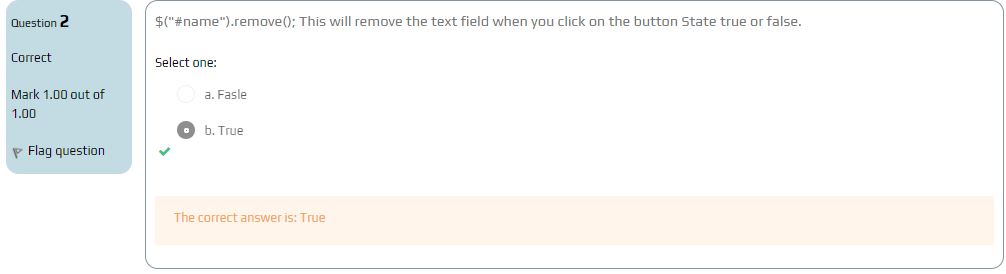 Question 2
Correct
Mark 1.00 out of
1.00
Flag question
$("#name").remove(); This will remove the text field when you click on the button State true or false.
Select one:
a. Fasle
b. True
The correct answer is: True